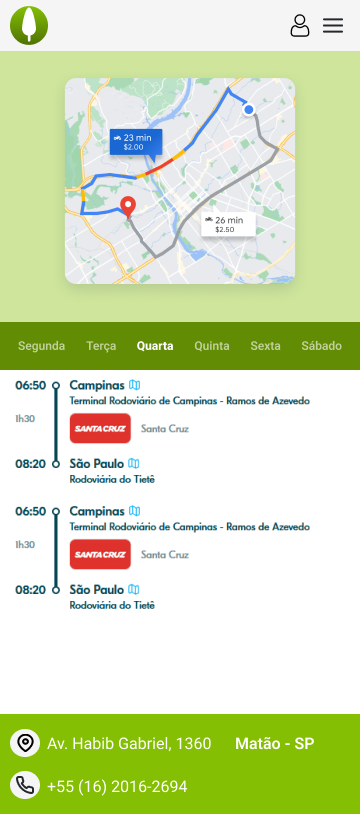 23 min
$2.00
26 min
$2.50
Segunda Terça Quarta Quinta Sexta Sábado
06:50 Campinas
Terminal Rodoviário de Campinas - Ramos de Azevedo
1h30 SANTA CRUZ Santa Cruz
08:20 São Paulo
Rodoviária do Tietê
06:50 Campinas
Terminal Rodoviário de Campinas - Ramos de Azevedo
1h30 SANTA CRUZ Santa Cruz
08:20 São Paulo
Rodoviária do Tietê
Av. Habib Gabriel, 1360 Matão - SP
+55 (16) 2016-2694